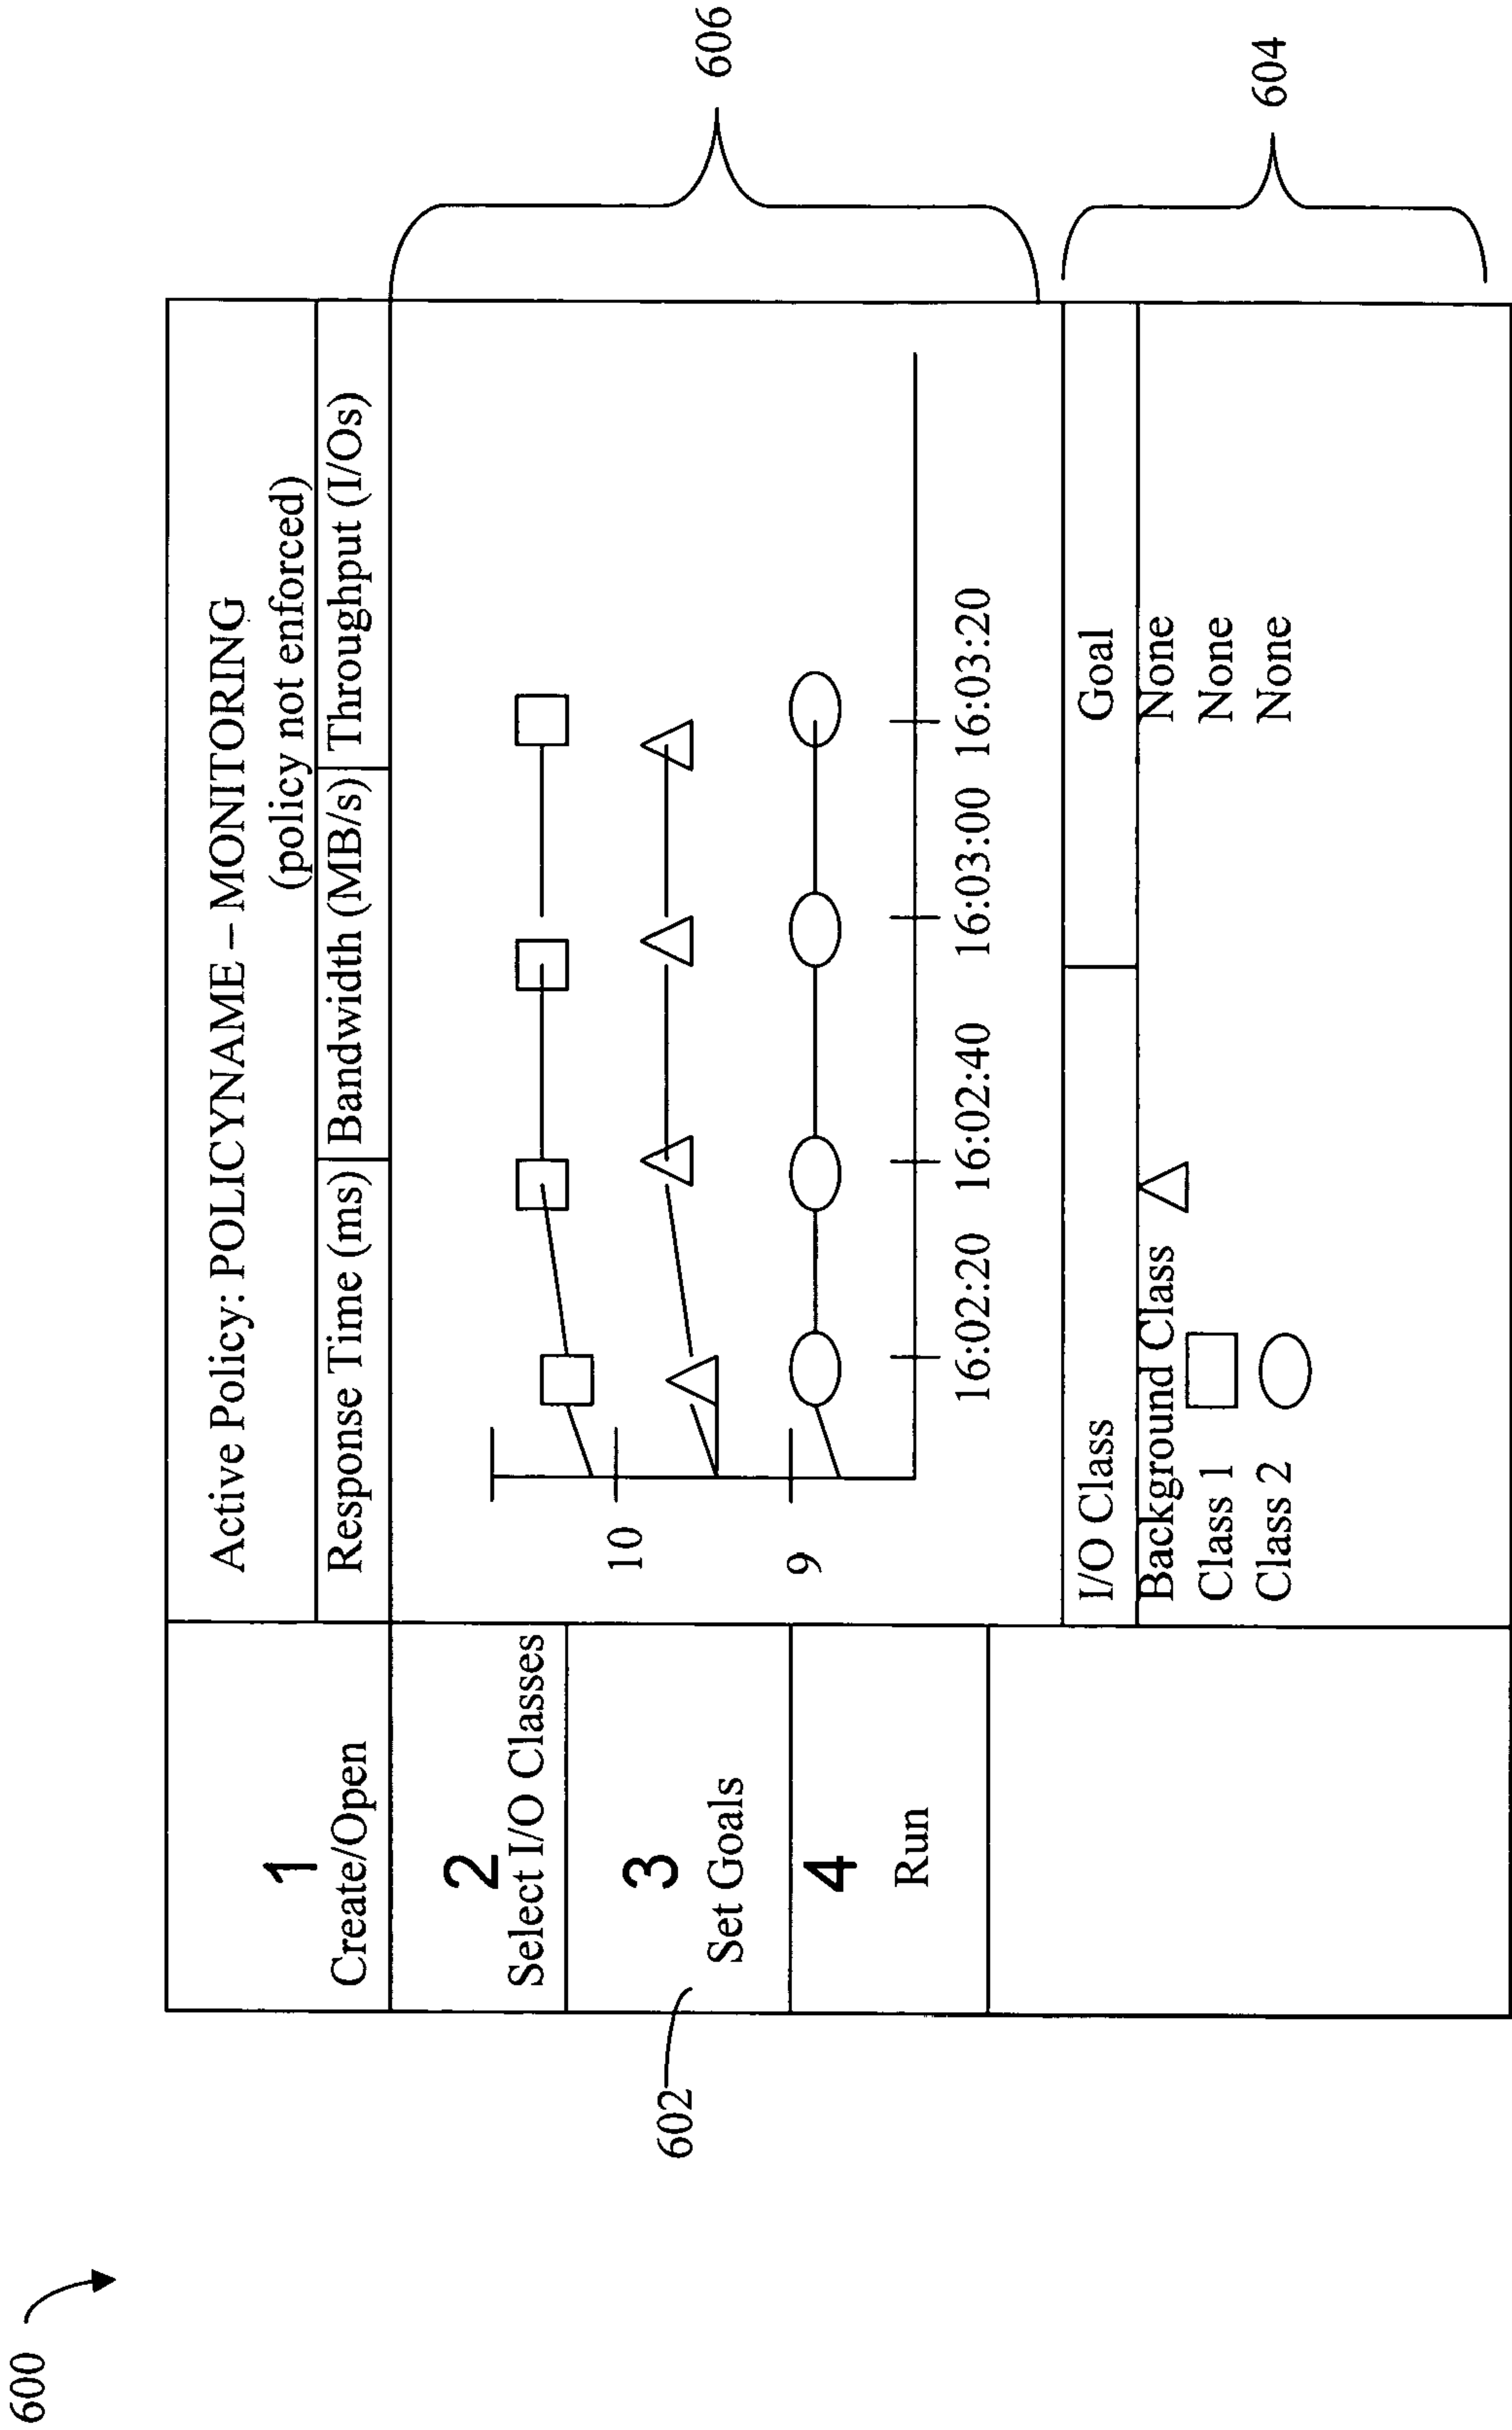 600
Active Policy: POLICYNAME – MONITORING
(policy not enforced)
1
Create/Open
Response Time (ms)
Bandwidth (MB/s)
Throughput (I/Os)
2
Select I/O Classes
3
Set Goals
602
4
Run
10
9
16:02:20
16:02:40
16:03:00
16:03:20
606
I/O Class
Goal
Background Class
None
Class 1
None
Class 2
None
604